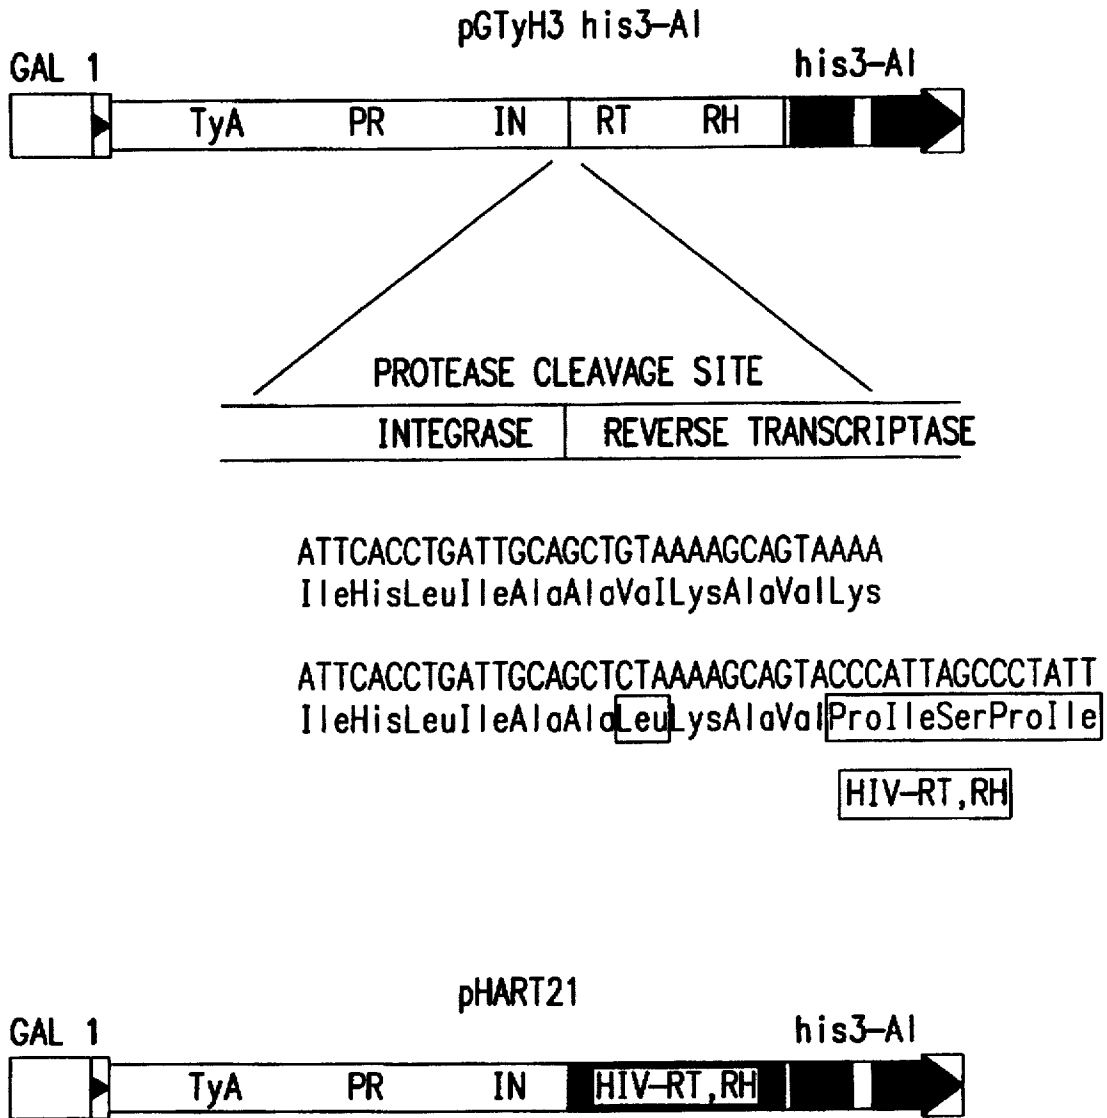 pGTyH3 his3-AI
GAL 1 his3-AI
TyA PR IN RT RH
PROTEASE CLEAVAGE SITE
INTEGRASE REVERSE TRANSCRIPTASE
ATTCACCTGATTGCAGCTGTAAAAGCAGTAAAA
IleHisLeuIleAlaAlaValLysAlaValLys
ATTCACCTGATTGCAGCTCTAAAAGCAGTACCCATTAGCCCTATT
IleHisLeuIleAlaAlaLeuLysAlaValProIleSerProIle
HIV-RT,RH
pHART21
GAL 1 his3-AI
TyA PR IN HIV-RT,RH